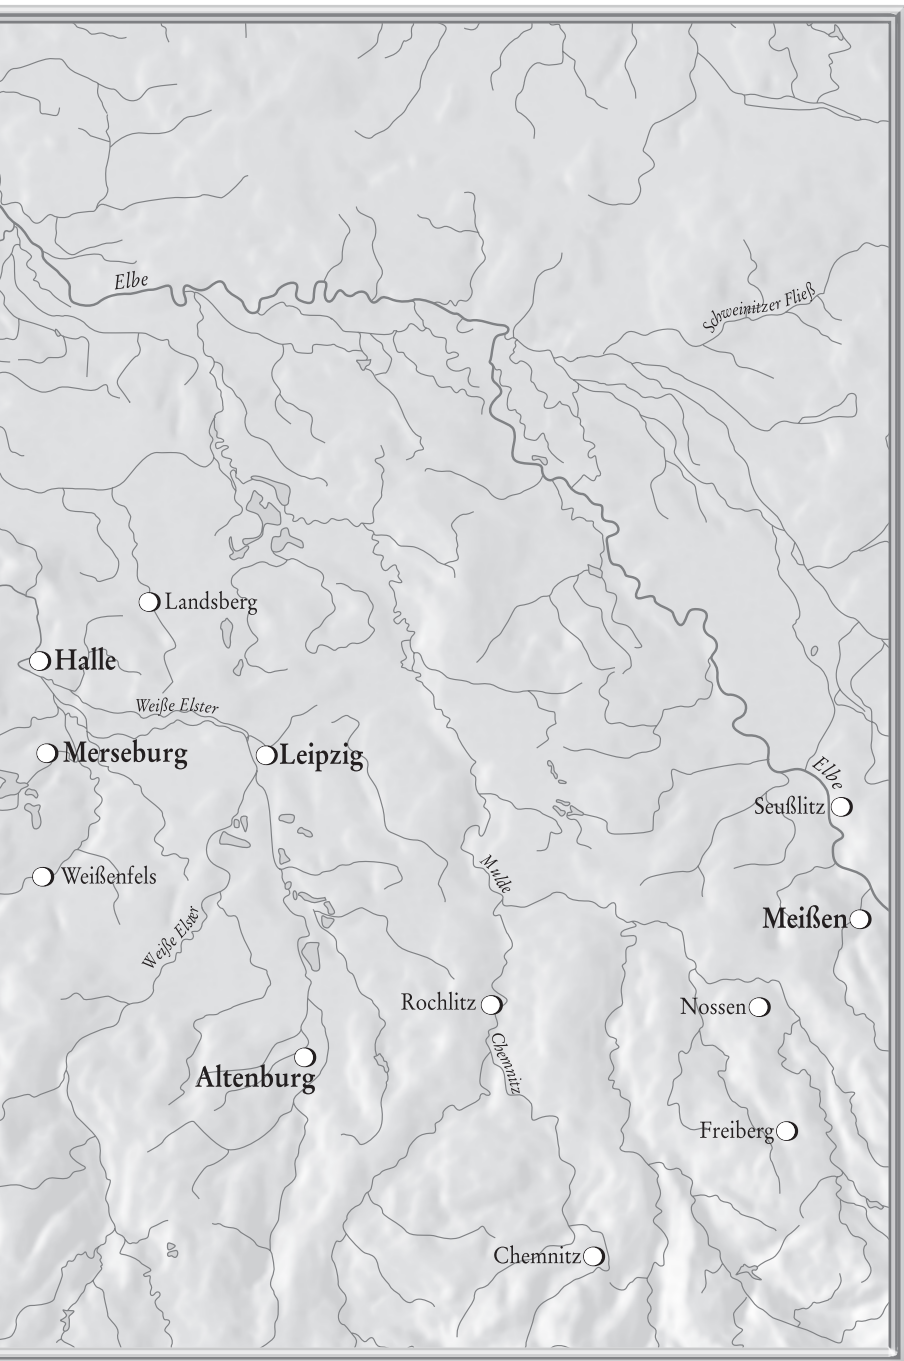 Elbe
Schweinitzer Fließ
Landsberg
Halle
Weiße Elster
Merseburg
Leipzig
Elbe
Seußlitz
Mulde
Weißenfels
Meißen
Weiße Elster
Rochlitz
Nossen
Chemnitz
Altenburg
Freiberg
Chemnitz